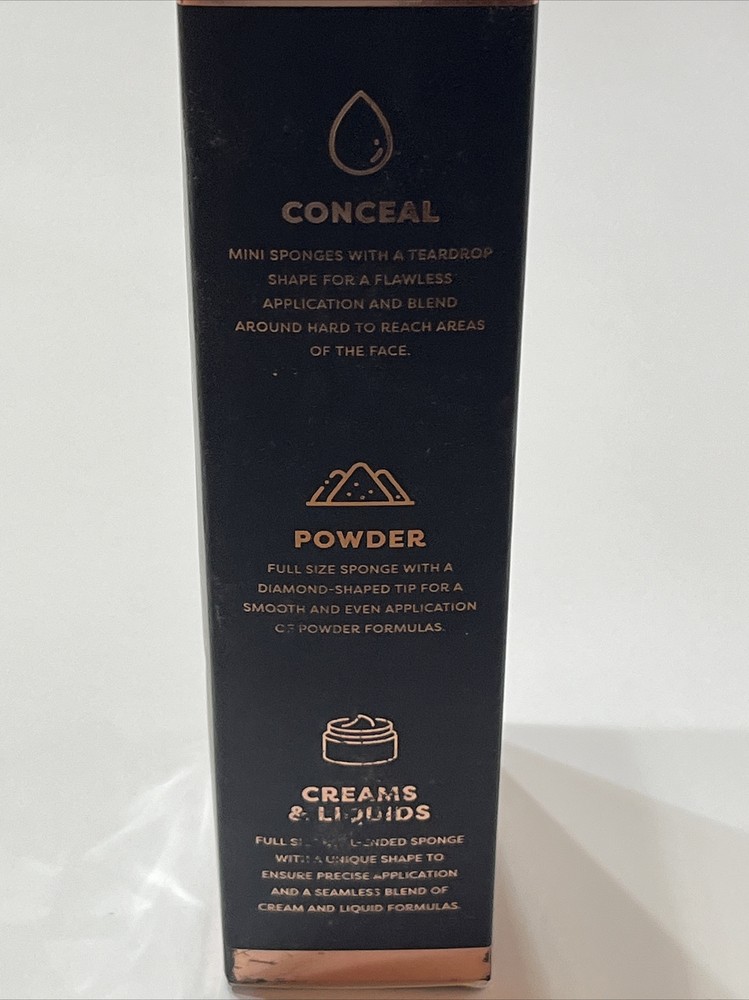 CONCEAL
MINI SPONGES WITH A TEARDROP
SHAPE FOR A FLAWLESS
APPLICATION AND BLEND
AROUND HARD TO REACH AREAS
OF THE FACE.
POWDER
FULL SIZE SPONGE WITH A
DIAMOND-SHAPED TIP FOR A
SMOOTH AND EVEN APPLICATION
OF POWDER FORMULAS.
CREAMS
& LIQUIDS
FULL SPONGE
WITH A UNIQUE SHAPE TO
ENSURE PRECISE APPLICATION
AND A SEAMLESS BLEND OF
CREAM AND LIQUID FORMULAS.